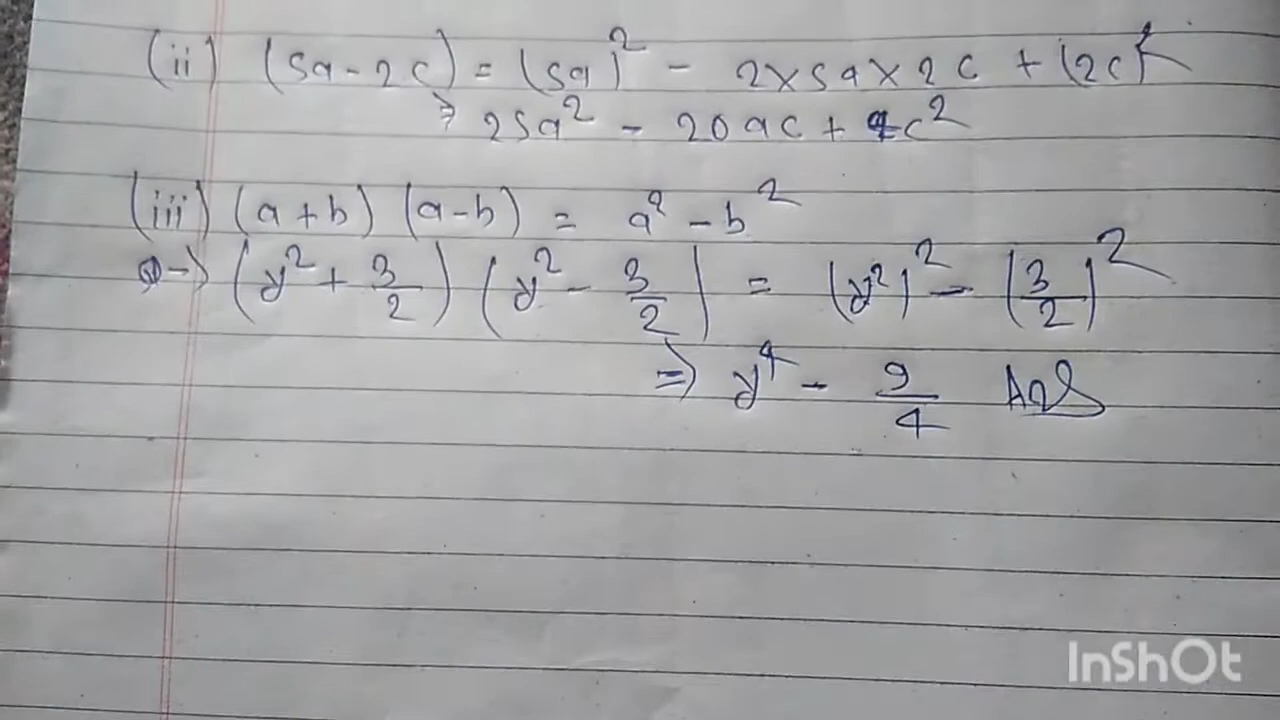 (ii) (5a - 2c) = (5a)² - 2×5a×2c + (2c)²
⇒ 25a² - 20ac + 4c²
(iii) (a+b) (a-b) = a² - b²
→ (y² + 3/2) (y² - 3/2) = (y²)² - (3/2)²
⇒ y⁴ - 9/4 Ans
InShOt